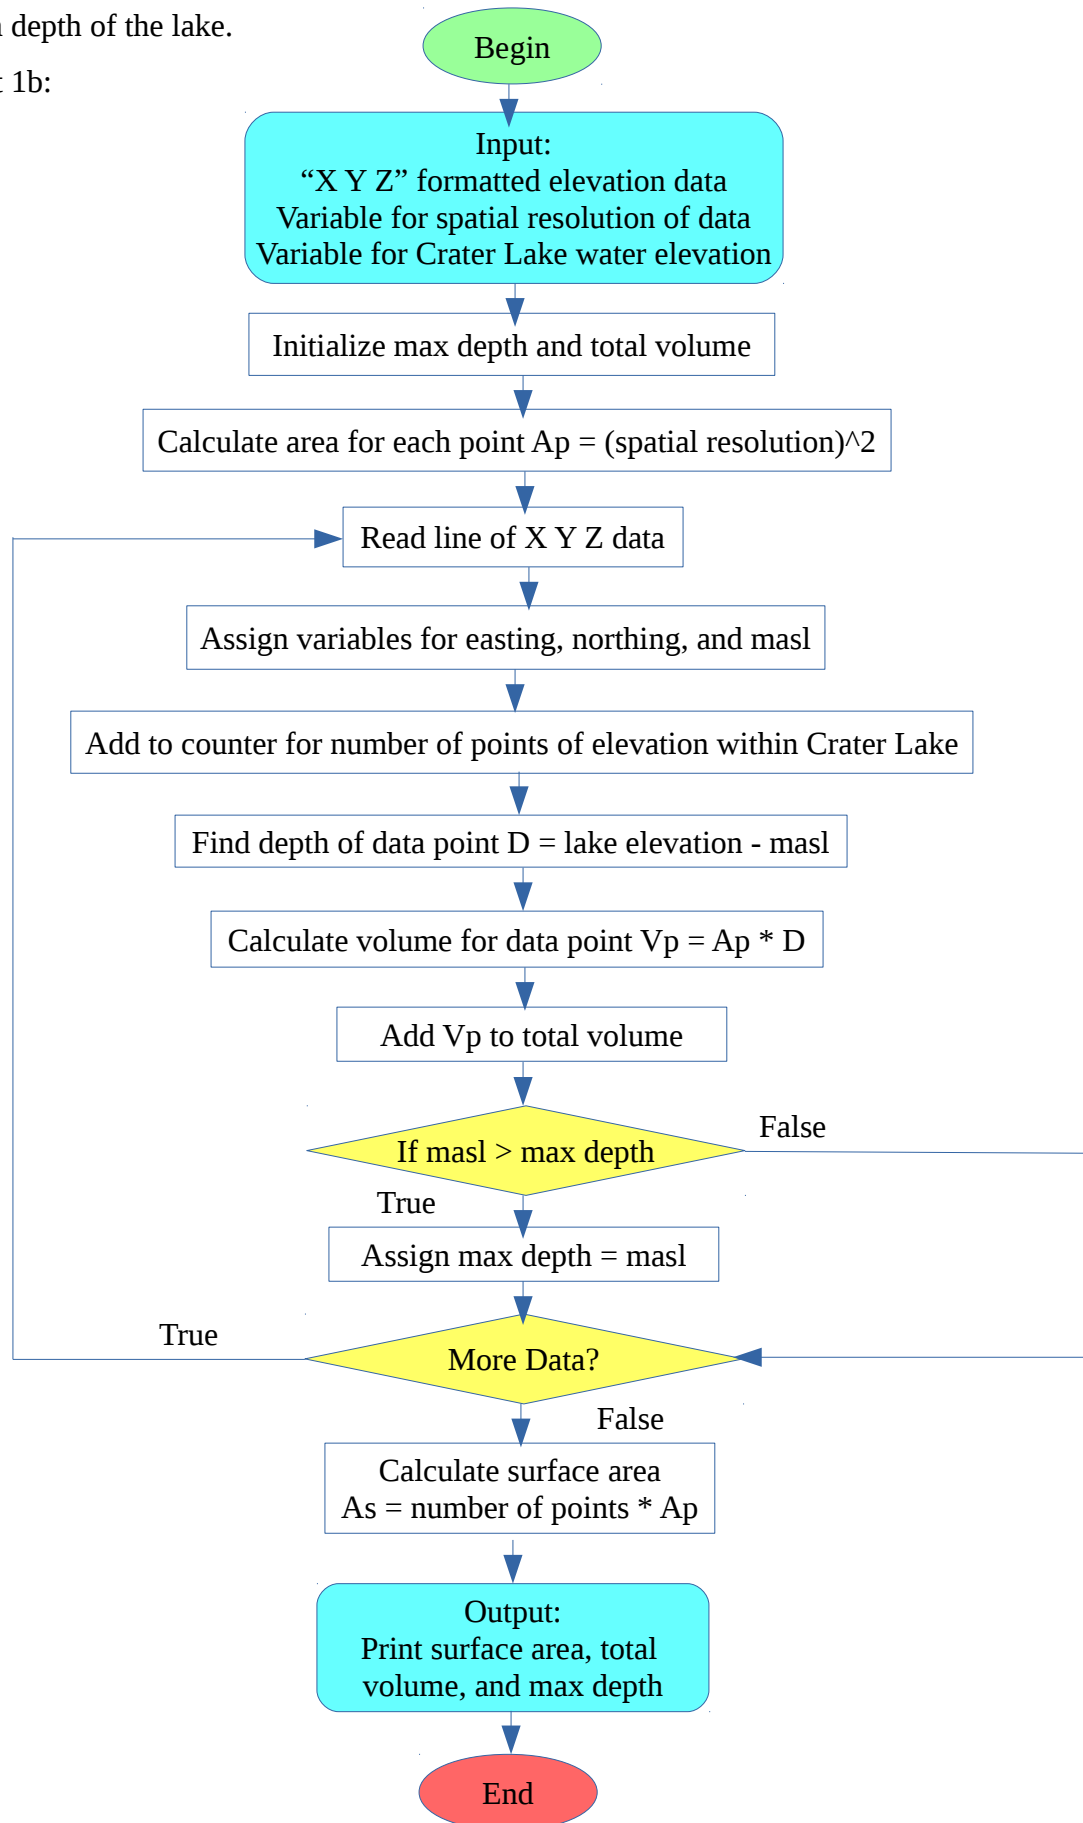 depth of the lake.
1b:
Begin
Input:
“X Y Z” formatted elevation data
Variable for spatial resolution of data
Variable for Crater Lake water elevation
Initialize max depth and total volume
Calculate area for each point Ap = (spatial resolution)^2
Read line of X Y Z data
Assign variables for easting, northing, and masl
Add to counter for number of points of elevation within Crater Lake
Find depth of data point D = lake elevation - masl
Calculate volume for data point Vp = Ap * D
Add Vp to total volume
If masl > max depth
False
True
Assign max depth = masl
True
More Data?
False
Calculate surface area
As = number of points * Ap
Output:
Print surface area, total
volume, and max depth
End